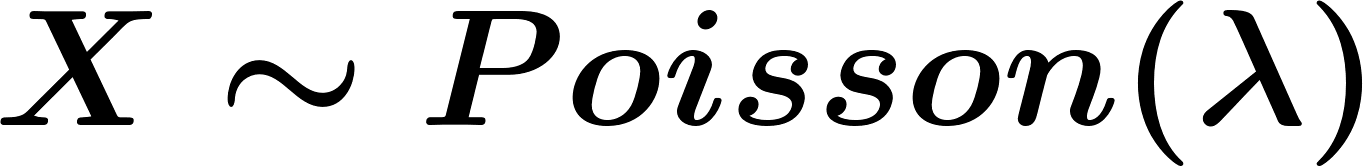 X ∼ Poisson(λ)